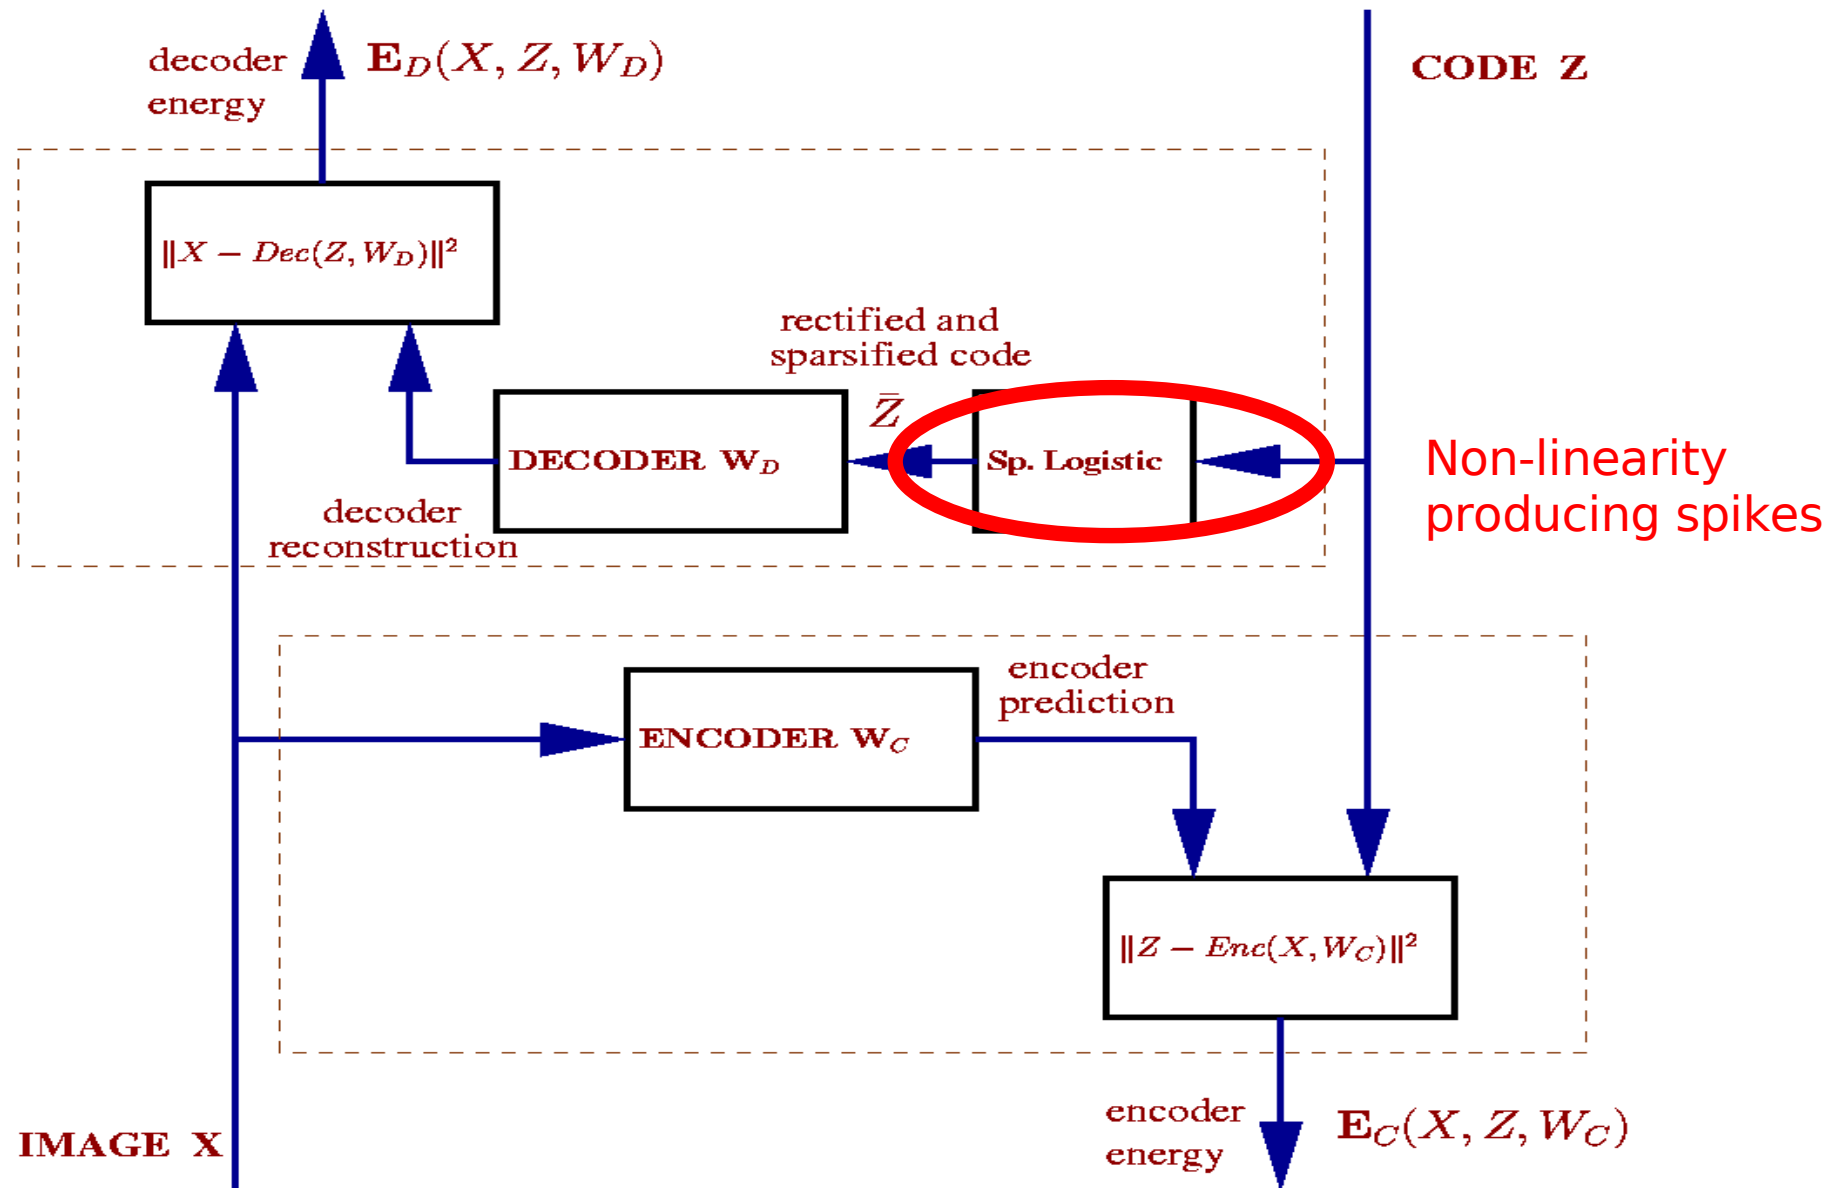 decoder
energy
E_D(X, Z, W_D)
CODE Z
‖X − Dec(Z, W_D)‖²
rectified and
sparsified code
Z̄
DECODER W_D
Sp. Logistic
Non-linearity
producing spikes
decoder
reconstruction
encoder
prediction
ENCODER W_C
‖Z − Enc(X, W_C)‖²
encoder
energy
E_C(X, Z, W_C)
IMAGE X